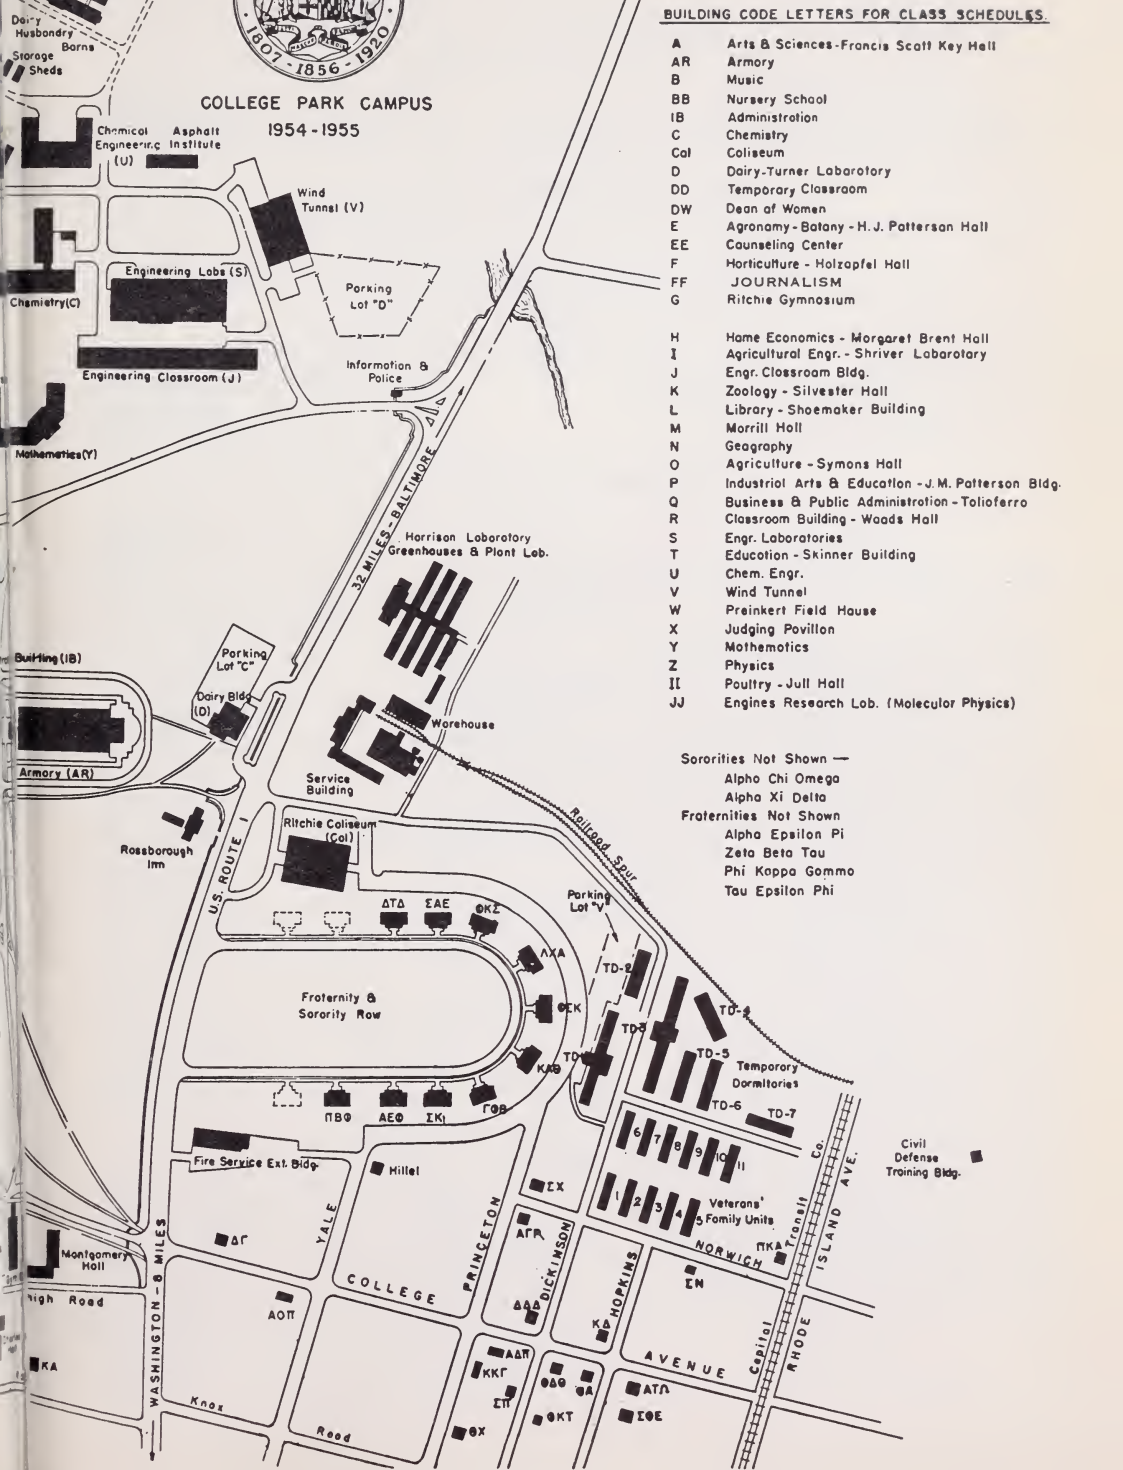 Dairy
Husbandry
Barns
Storage
Sheds
1807-1856-1920
COLLEGE PARK CAMPUS
1954-1955
Chemical
Engineering
(U)
Asphalt
Institute
Wind
Tunnel (V)
Engineering Labs (S)
Chemistry(C)
Parking
Lot "D"
Engineering Classroom (J)
Information &
Police
Mathematics(Y)
32 MILES-BALTIMORE
Harrison Laboratory
Greenhouses & Plant Lab.
Building (IB)
Parking
Lot "C"
Dairy Bldg
(D)
Armory (AR)
Warehouse
Service
Building
Rossborough
Inn
Ritchie Coliseum
(Col)
U.S. ROUTE 1
Railroad Spur
Parking
Lot "V"
ΔΤΔ
ΣΑΕ
ΦΚΣ
ΛΧΑ
ΦΣΚ
ΚΑΘ
ΓΦΒ
ΣΚ
ΑΕΦ
ΠΒΦ
Fraternity &
Sorority Row
TD-2
TD3
TD-4
TD-5
TD-6
TD-7
TD1
Temporary
Dormitories
Fire Service Ext. Bldg.
Hillel
6
7
8
9
10
11
1
2
3
4
5
Veterans'
Family Units
Civil
Defense
Training Bldg.
ΣΧ
ΑΓΡ
ΔΓ
ΠΚΑ
ΣΝ
ΑΟΠ
ΔΔΔ
ΚΔ
ΑΔΠ
ΚΚΓ
ΣΠ
ΘΧ
ΦΔΘ
ΦΑ
ΦΚΤ
ΑΤΩ
ΣΦΕ
ΚΑ
Montgomery
Hall
WASHINGTON-8 MILES
YALE
PRINCETON
DICKINSON
HOPKINS
NORWICH
COLLEGE AVENUE
Knox Road
Capital Transit Co.
RHODE ISLAND AVE.
Road
BUILDING CODE LETTERS FOR CLASS SCHEDULES.
A Arts & Sciences-Francis Scott Key Hall
AR Armory
B Music
BB Nursery School
IB Administration
C Chemistry
Col Coliseum
D Dairy-Turner Laboratory
DD Temporary Classroom
DW Dean of Women
E Agronomy-Botany-H.J. Patterson Hall
EE Counseling Center
F Horticulture - Holzapfel Hall
FF JOURNALISM
G Ritchie Gymnasium
H Home Economics - Margaret Brent Hall
I Agricultural Engr. - Shriver Laboratory
J Engr. Classroom Bldg.
K Zoology - Silvester Hall
L Library - Shoemaker Building
M Morrill Hall
N Geography
O Agriculture - Symons Hall
P Industrial Arts & Education - J.M. Patterson Bldg.
Q Business & Public Administration - Tolioferro
R Classroom Building - Woods Hall
S Engr. Laboratories
T Education - Skinner Building
U Chem. Engr.
V Wind Tunnel
W Preinkert Field House
X Judging Pavilion
Y Mathematics
Z Physics
II Poultry - Jull Hall
JJ Engines Research Lab. (Molecular Physics)
Sororities Not Shown —
Alpha Chi Omega
Alpha Xi Delta
Fraternities Not Shown
Alpha Epsilon Pi
Zeta Beta Tau
Phi Kappa Gamma
Tau Epsilon Phi